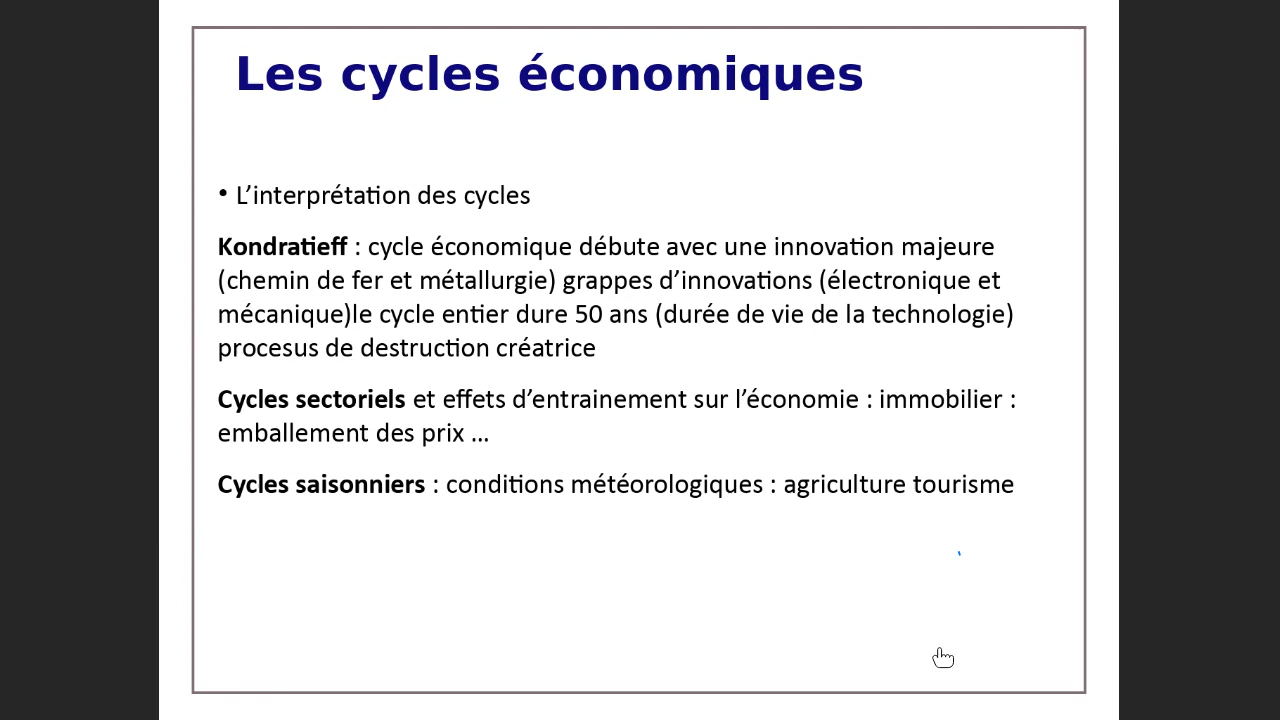 Les cycles économiques
• L’interprétation des cycles
Kondratieff : cycle économique débute avec une innovation majeure
(chemin de fer et métallurgie) grappes d’innovations (électronique et
mécanique)le cycle entier dure 50 ans (durée de vie de la technologie)
procesus de destruction créatrice
Cycles sectoriels et effets d’entrainement sur l’économie : immobilier :
emballement des prix ...
Cycles saisonniers : conditions météorologiques : agriculture tourisme